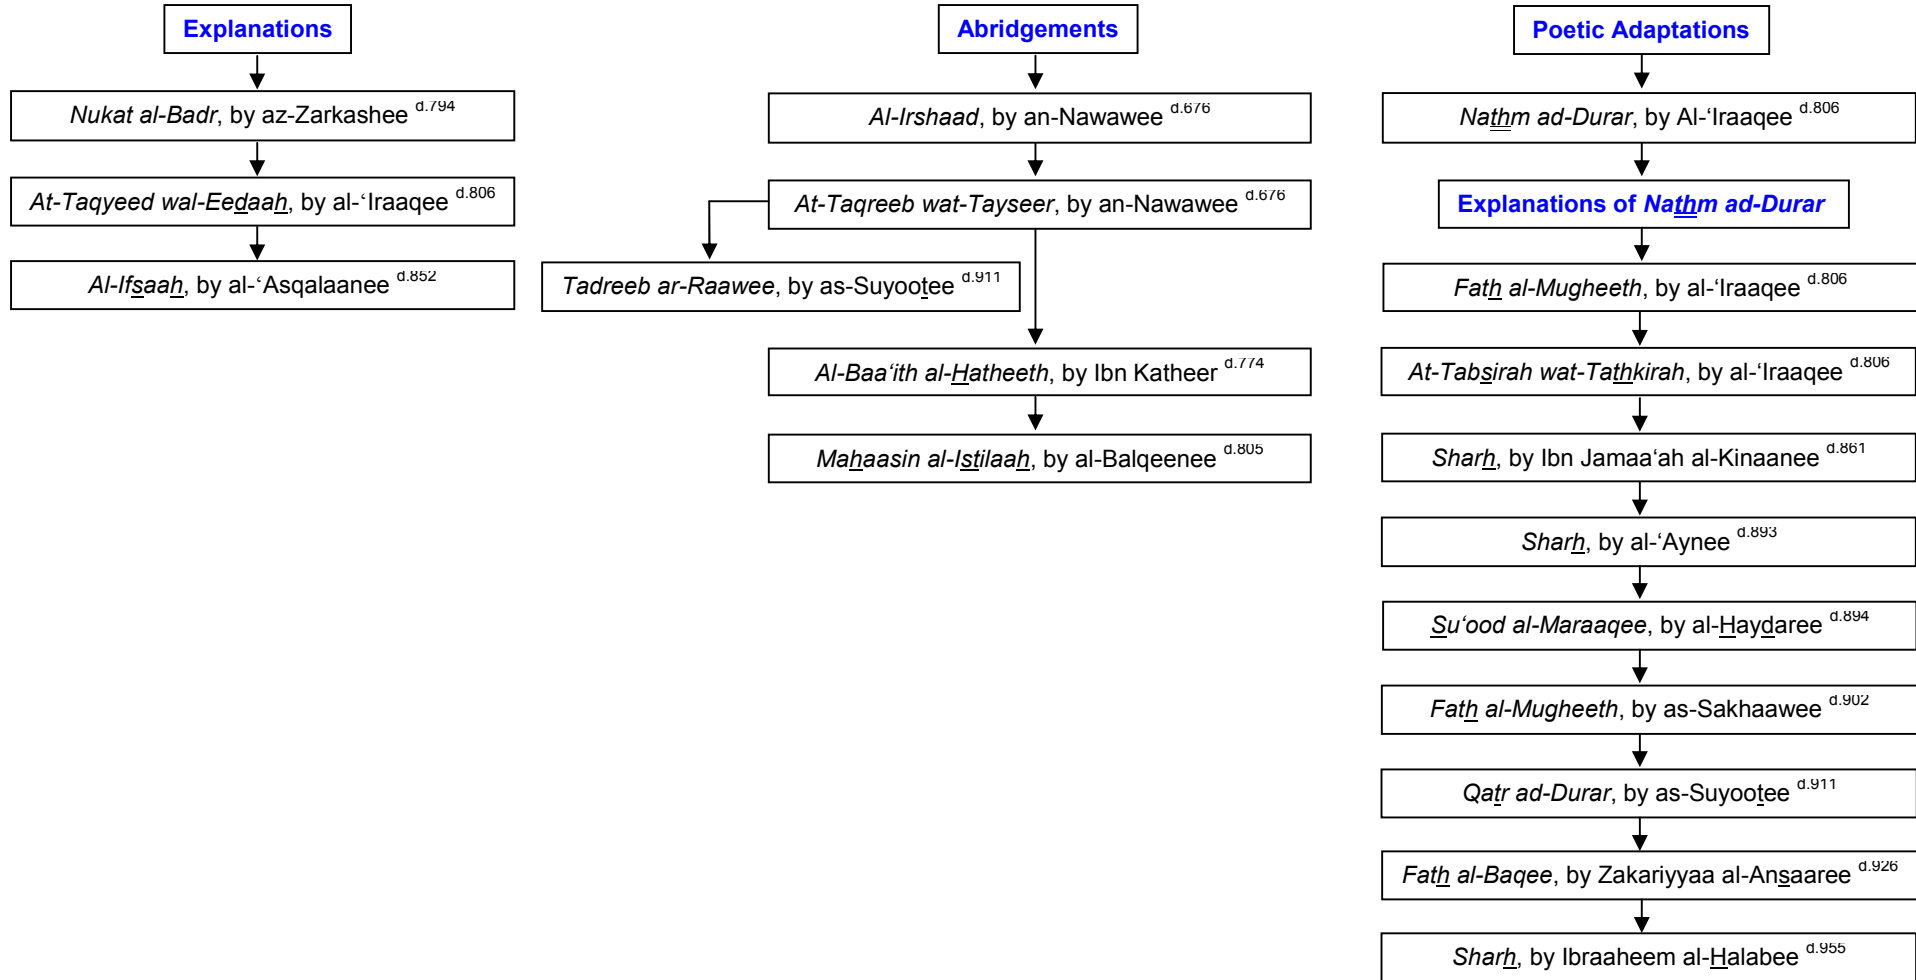 Explanations
Nukat al-Badr, by az-Zarkashee d.794
At-Taqyeed wal-Eedaah, by al-‘Iraaqee d.806
Al-Ifsaah, by al-‘Asqalaanee d.852
Abridgements
Al-Irshaad, by an-Nawawee d.676
At-Taqreeb wat-Tayseer, by an-Nawawee d.676
Tadreeb ar-Raawee, by as-Suyootee d.911
Al-Baa‘ith al-Hatheeth, by Ibn Katheer d.774
Mahaasin al-Istilaah, by al-Balqeenee d.805
Poetic Adaptations
Nathm ad-Durar, by Al-‘Iraaqee d.806
Explanations of Nathm ad-Durar
Fath al-Mugheeth, by al-‘Iraaqee d.806
At-Tabsirah wat-Tathkirah, by al-‘Iraaqee d.806
Sharh, by Ibn Jamaa‘ah al-Kinaanee d.861
Sharh, by al-‘Aynee d.893
Su‘ood al-Maraaqee, by al-Haydaree d.894
Fath al-Mugheeth, by as-Sakhaawee d.902
Qatr ad-Durar, by as-Suyootee d.911
Fath al-Baqee, by Zakariyyaa al-Ansaaree d.926
Sharh, by Ibraaheem al-Halabee d.955